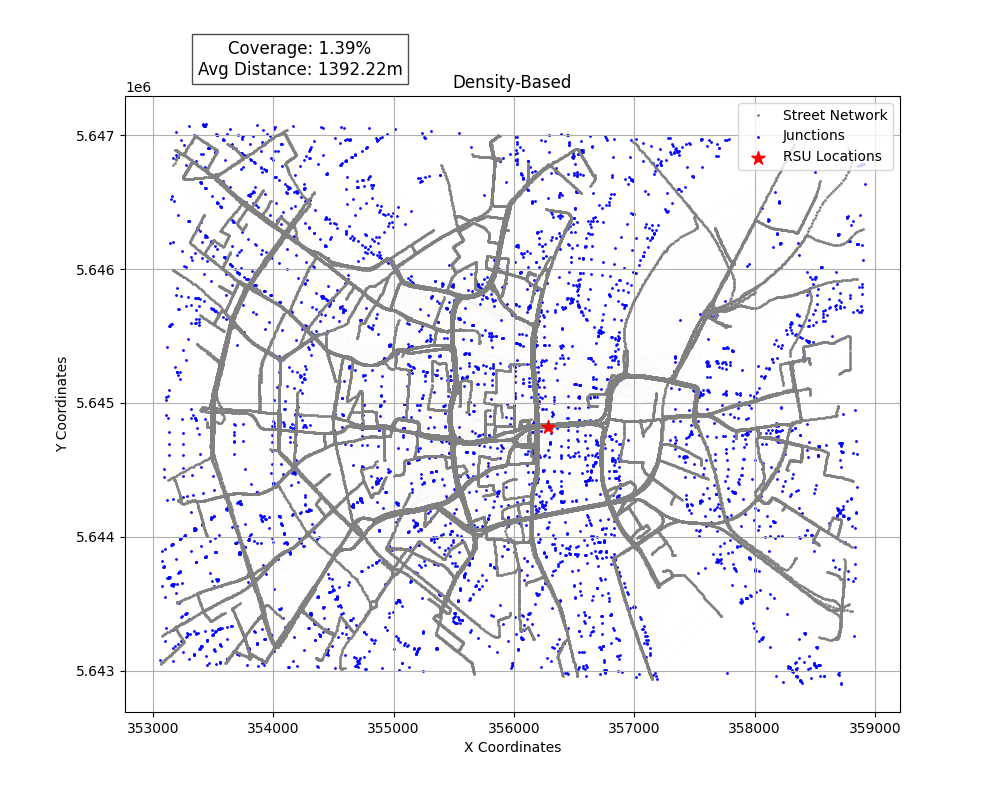 Coverage: 1.39%
Avg Distance: 1392.22m
Density-Based
1e6
Street Network
Junctions
RSU Locations
5.647
5.646
5.645
5.644
5.643
Y Coordinates
353000 354000 355000 356000 357000 358000 359000
X Coordinates